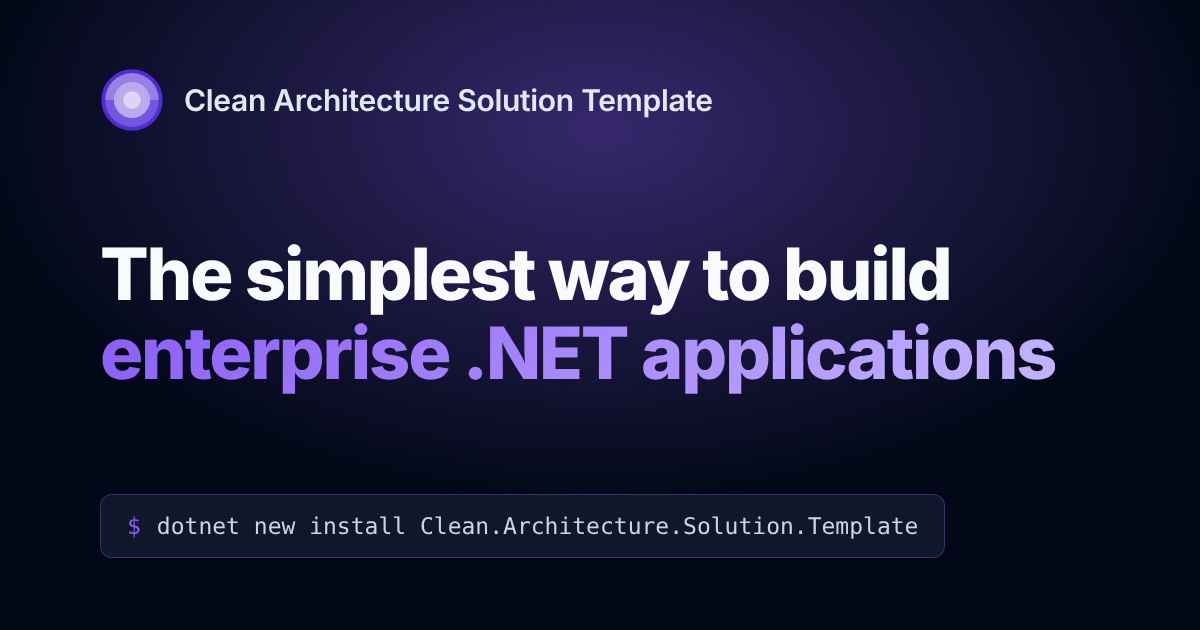 Clean Architecture Solution Template
The simplest way to build
enterprise .NET applications
$ dotnet new install Clean.Architecture.Solution.Template